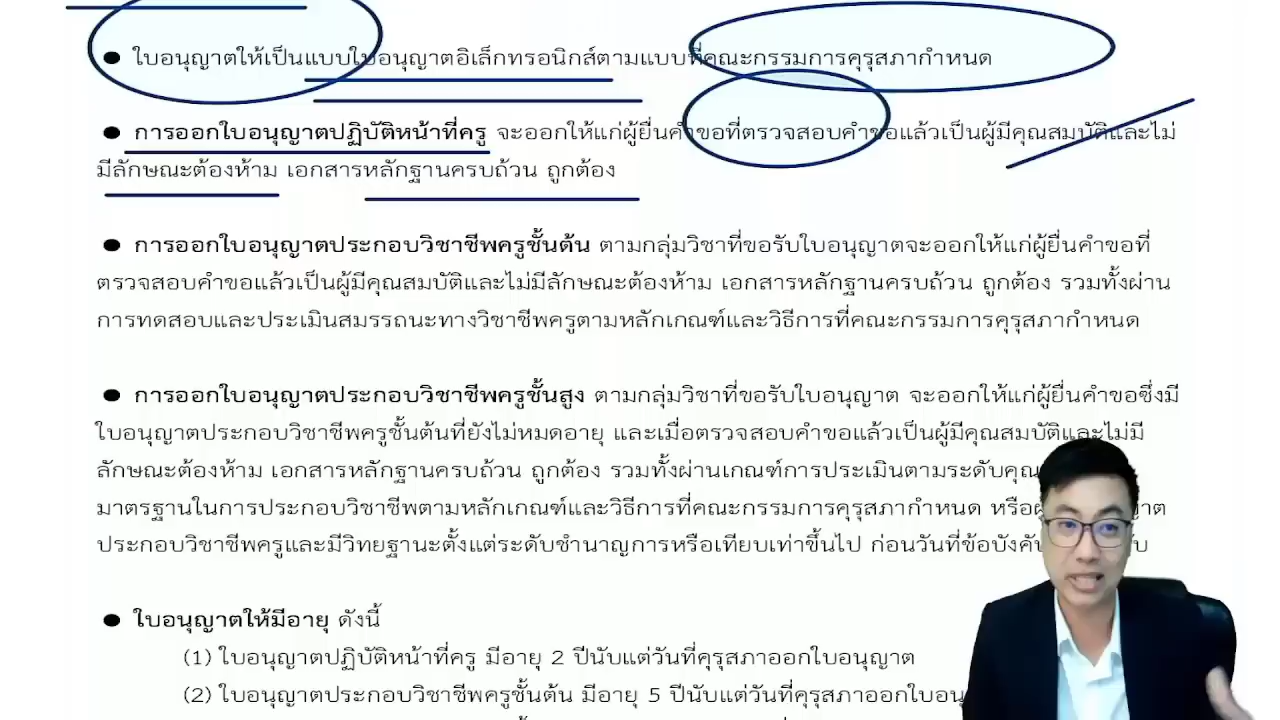 ● ใบอนุญาตให้เป็นแบบใบอนุญาตอิเล็กทรอนิกส์ตามแบบที่คณะกรรมการคุรุสภากำหนด
● การออกใบอนุญาตปฏิบัติหน้าที่ครู จะออกให้แก่ผู้ยื่นคำขอที่ตรวจสอบคำขอแล้วเป็นผู้มีคุณสมบัติและไม่
มีลักษณะต้องห้าม เอกสารหลักฐานครบถ้วน ถูกต้อง
● การออกใบอนุญาตประกอบวิชาชีพครูชั้นต้น ตามกลุ่มวิชาที่ขอรับใบอนุญาตจะออกให้แก่ผู้ยื่นคำขอที่
ตรวจสอบคำขอแล้วเป็นผู้มีคุณสมบัติและไม่มีลักษณะต้องห้าม เอกสารหลักฐานครบถ้วน ถูกต้อง รวมทั้งผ่าน
การทดสอบและประเมินสมรรถนะทางวิชาชีพครูตามหลักเกณฑ์และวิธีการที่คณะกรรมการคุรุสภากำหนด
● การออกใบอนุญาตประกอบวิชาชีพครูชั้นสูง ตามกลุ่มวิชาที่ขอรับใบอนุญาต จะออกให้แก่ผู้ยื่นคำขอซึ่งมี
ใบอนุญาตประกอบวิชาชีพครูชั้นต้นที่ยังไม่หมดอายุ และเมื่อตรวจสอบคำขอแล้วเป็นผู้มีคุณสมบัติและไม่มี
ลักษณะต้องห้าม เอกสารหลักฐานครบถ้วน ถูกต้อง รวมทั้งผ่านเกณฑ์การประเมินตามระดับคุณ
มาตรฐานในการประกอบวิชาชีพตามหลักเกณฑ์และวิธีการที่คณะกรรมการคุรุสภากำหนด หรือ
ประกอบวิชาชีพครูและมีวิทยฐานะตั้งแต่ระดับชำนาญการหรือเทียบเท่าขึ้นไป ก่อนวันที่
● ใบอนุญาตให้มีอายุ ดังนี้
(1) ใบอนุญาตปฏิบัติหน้าที่ครู มีอายุ 2 ปีนับแต่วันที่คุรุสภาออกใบอนุญาต
(2) ใบอนุญาตประกอบวิชาชีพครูชั้นต้น มีอายุ 5 ปีนับแต่วันที่คุรุสภาออก